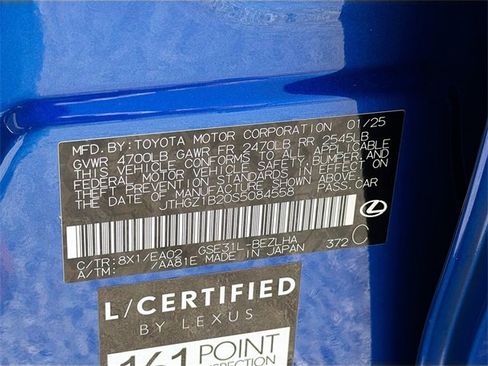 MFD. BY: TOYOTA MOTOR CORPORATION 01/25
GVWR 4700LB GAWR FR 2470LB RR 2545LB
THIS VEHICLE CONFORMS TO ALL APPLICABLE
FEDERAL MOTOR VEHICLE SAFETY, BUMPER, AND
THEFT PREVENTION STANDARDS IN EFFECT ON
THE DATE OF MANUFACTURE SHOWN ABOVE.
JTHGZ1B20S5084558 PASS.CAR
C/TR: 8X1/EA02 GSE31L-BEZLHA 372 C
A/TM: /AA81E MADE IN JAPAN
L/CERTIFIED
BY LEXUS
161 POINT
INSPECTION